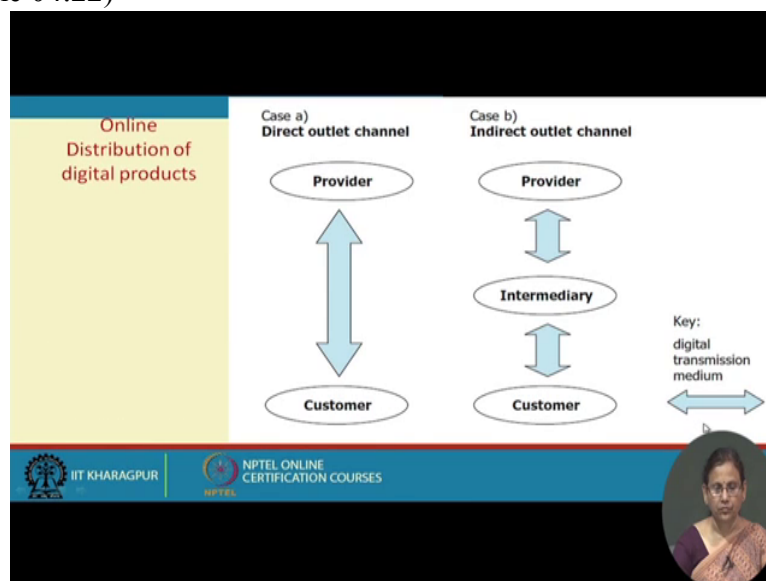 Online
Distribution of
digital products
Case a)
Direct outlet channel
Provider
Customer
Case b)
Indirect outlet channel
Provider
Intermediary
Customer
Key:
digital
transmission
medium
IIT KHARAGPUR
NPTEL
NPTEL ONLINE
CERTIFICATION COURSES